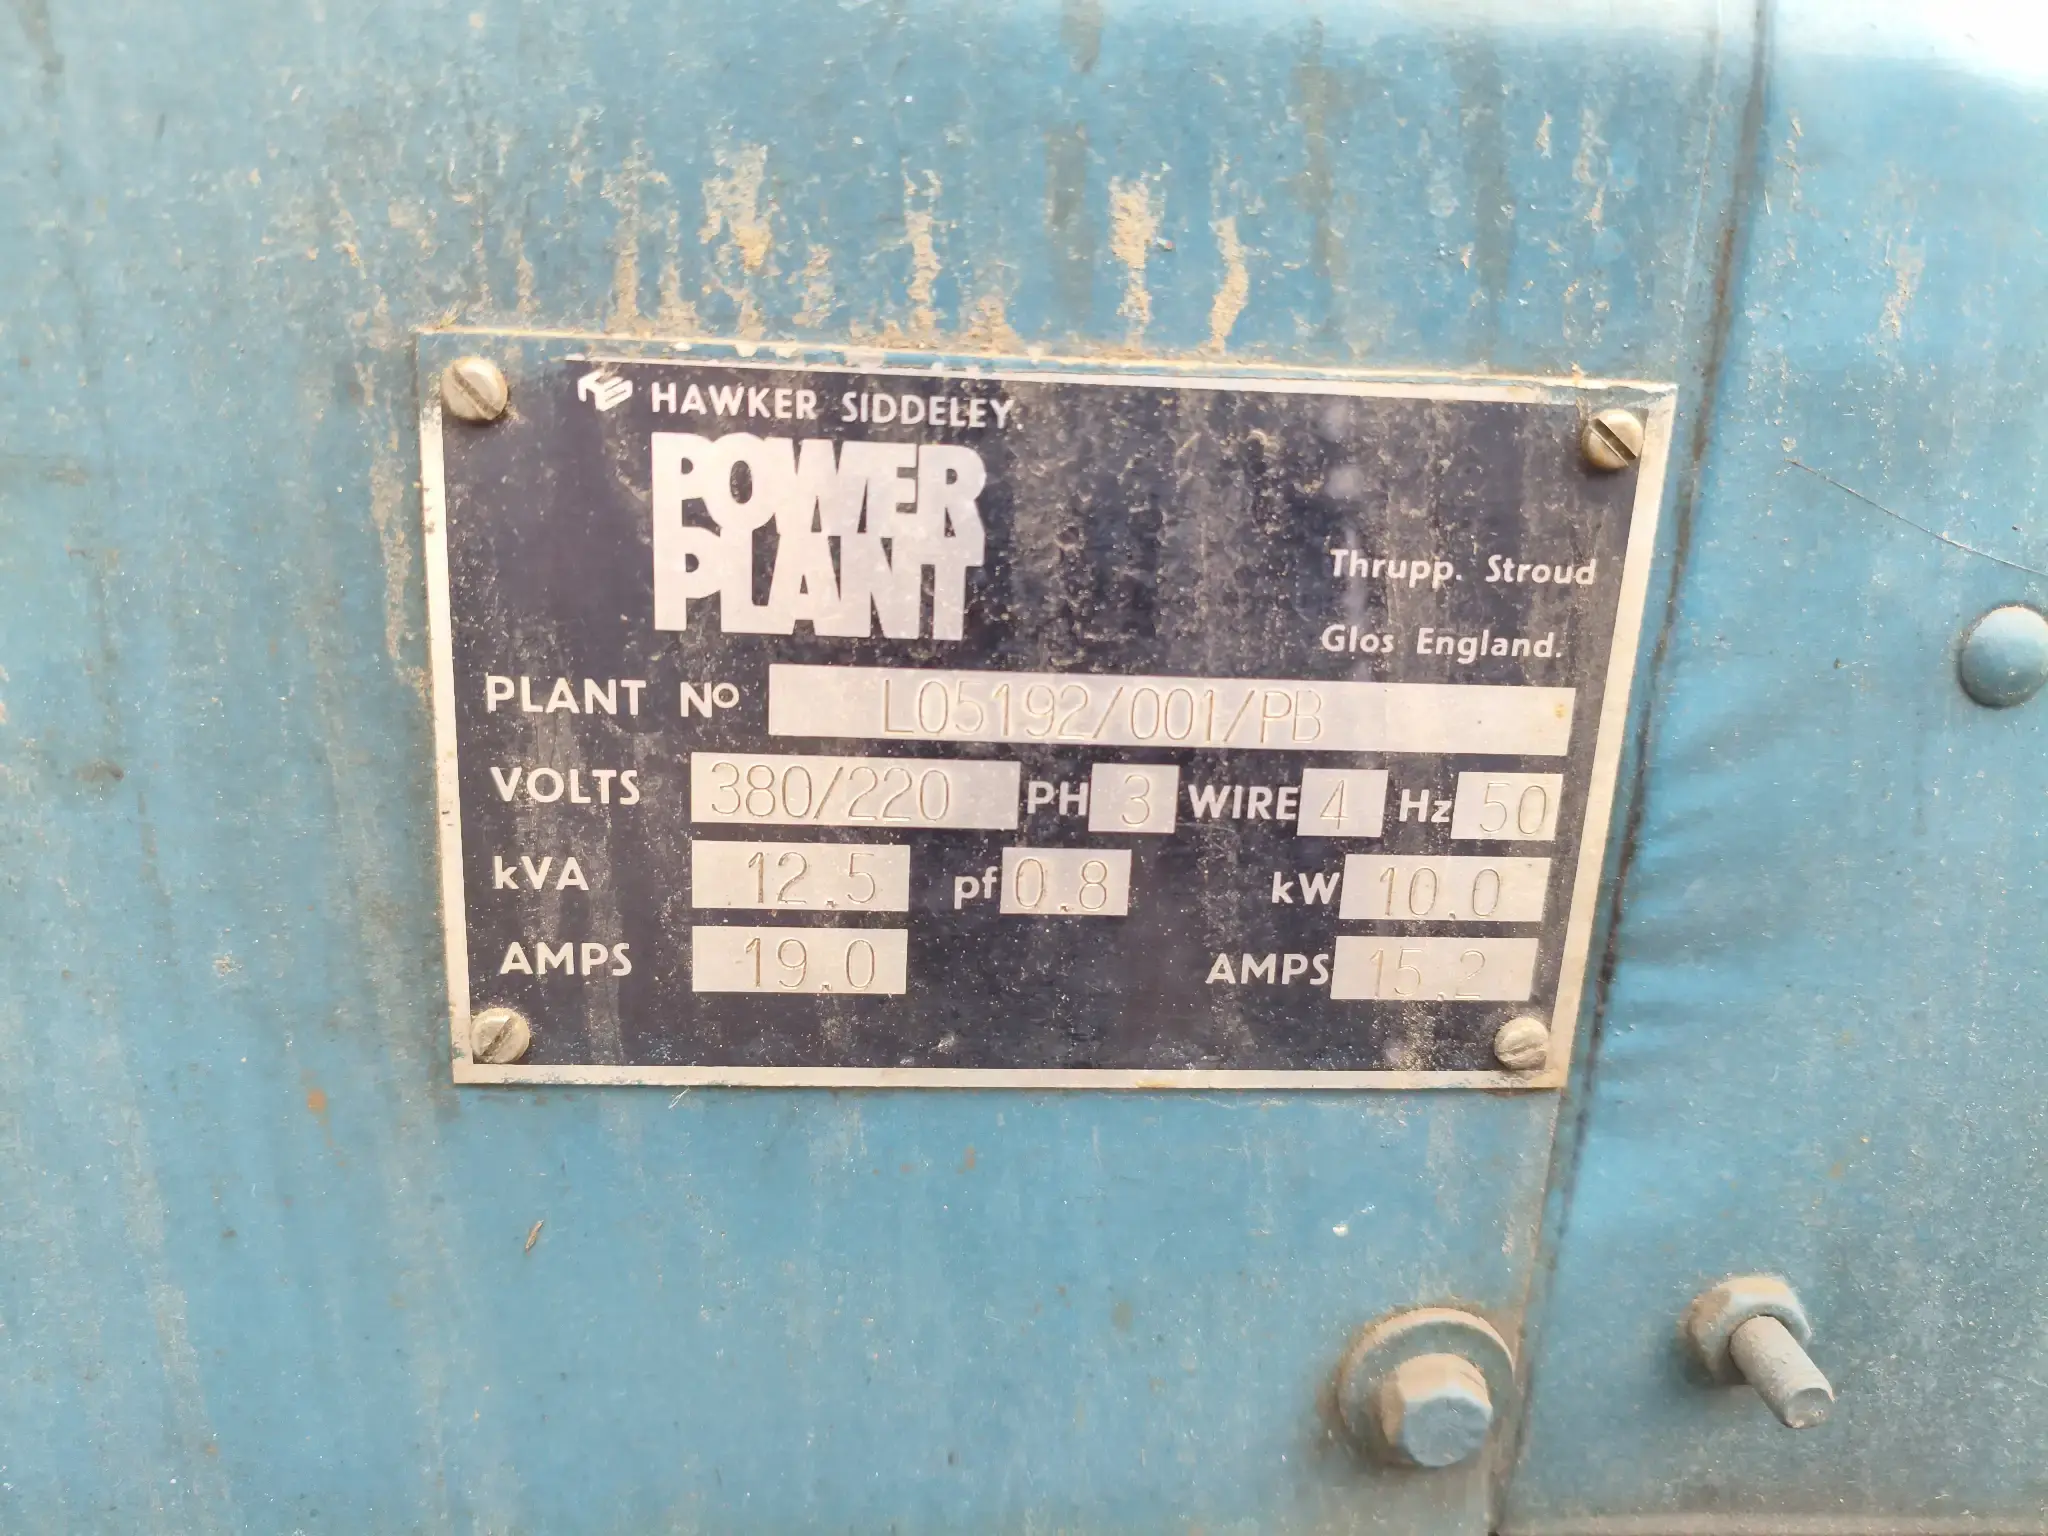 HS HAWKER SIDDELEY.
POWER
PLANT
Thrupp. Stroud
Glos England.
PLANT No L05192/001/PB
VOLTS 380/220 PH 3 WIRE 4 Hz 50
kVA 12.5 pf 0.8 kW 10.0
AMPS 19.0 AMPS 15.2